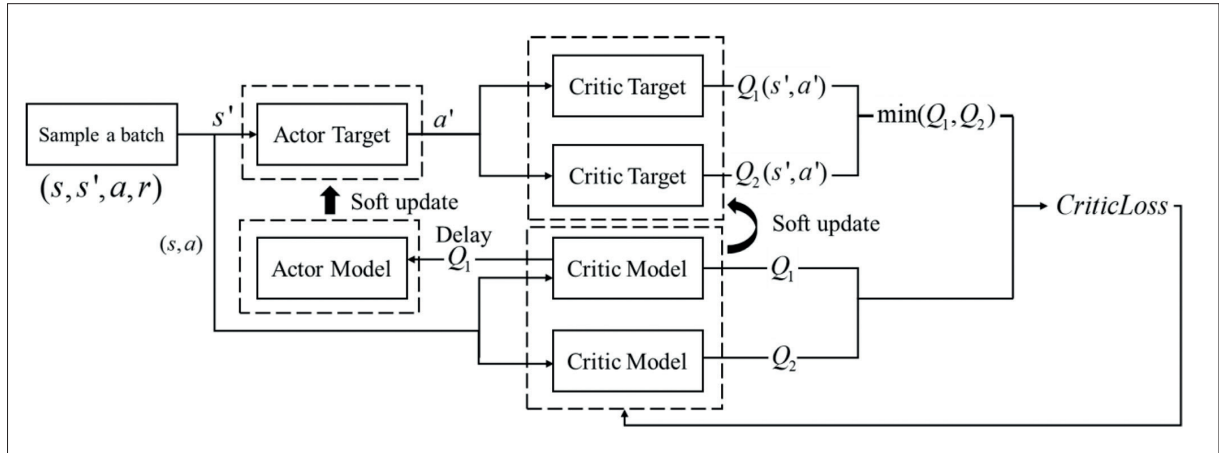 Sample a batch
(s, s', a, r)
s'
Actor Target
a'
Critic Target
Q₁(s', a')
Critic Target
Q₂(s', a')
min(Q₁, Q₂)
CriticLoss
Soft update
Soft update
(s, a)
Actor Model
Delay
Q₁
Critic Model
Q₁
Critic Model
Q₂